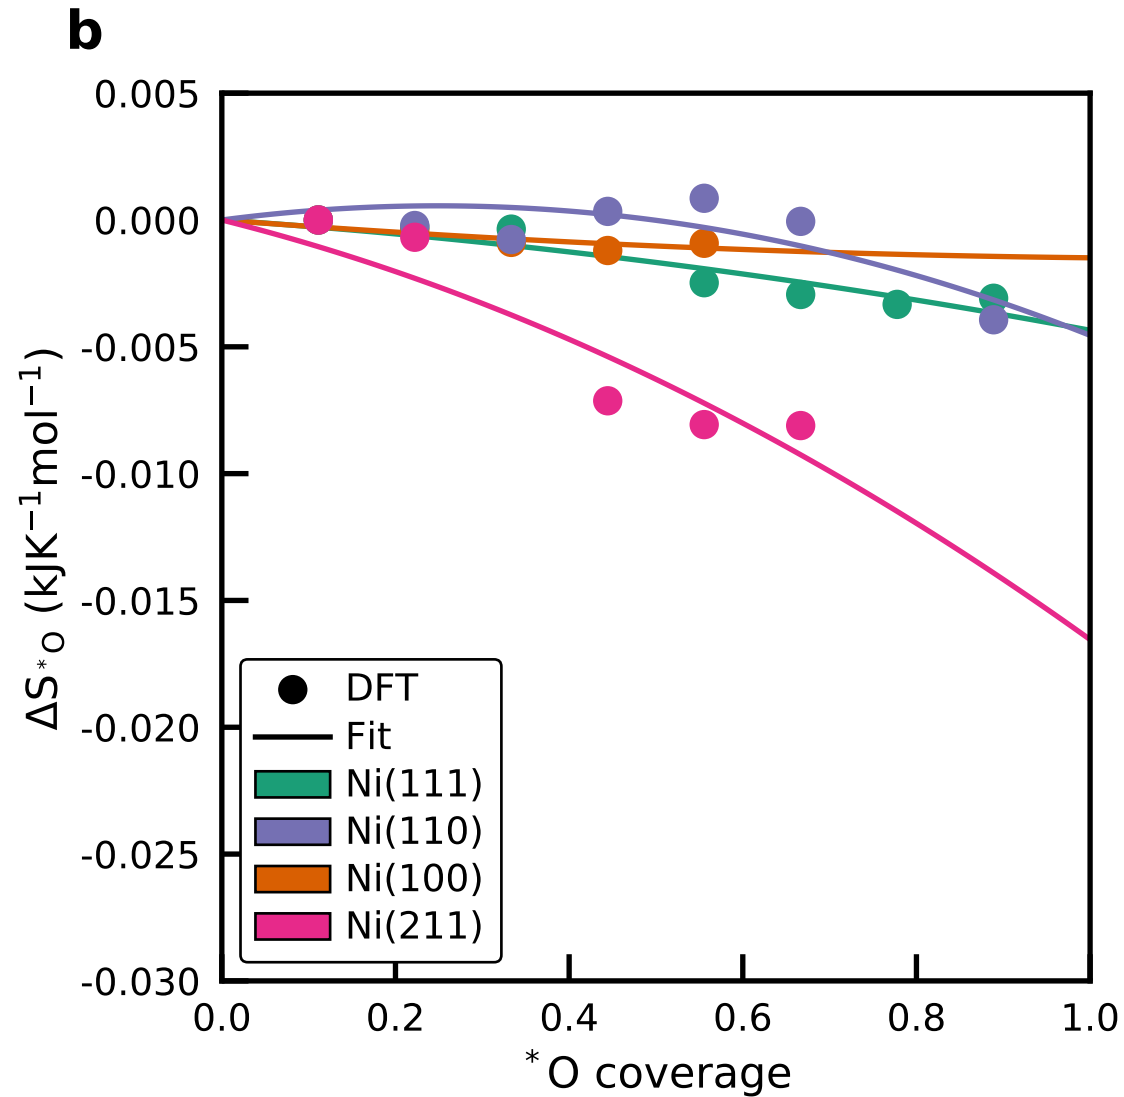 b
0.005
0.000
-0.005
-0.010
-0.015
-0.020
-0.025
-0.030
ΔS*O (kJK⁻¹mol⁻¹)
DFT
Fit
Ni(111)
Ni(110)
Ni(100)
Ni(211)
0.0 0.2 0.4 0.6 0.8 1.0
*O coverage